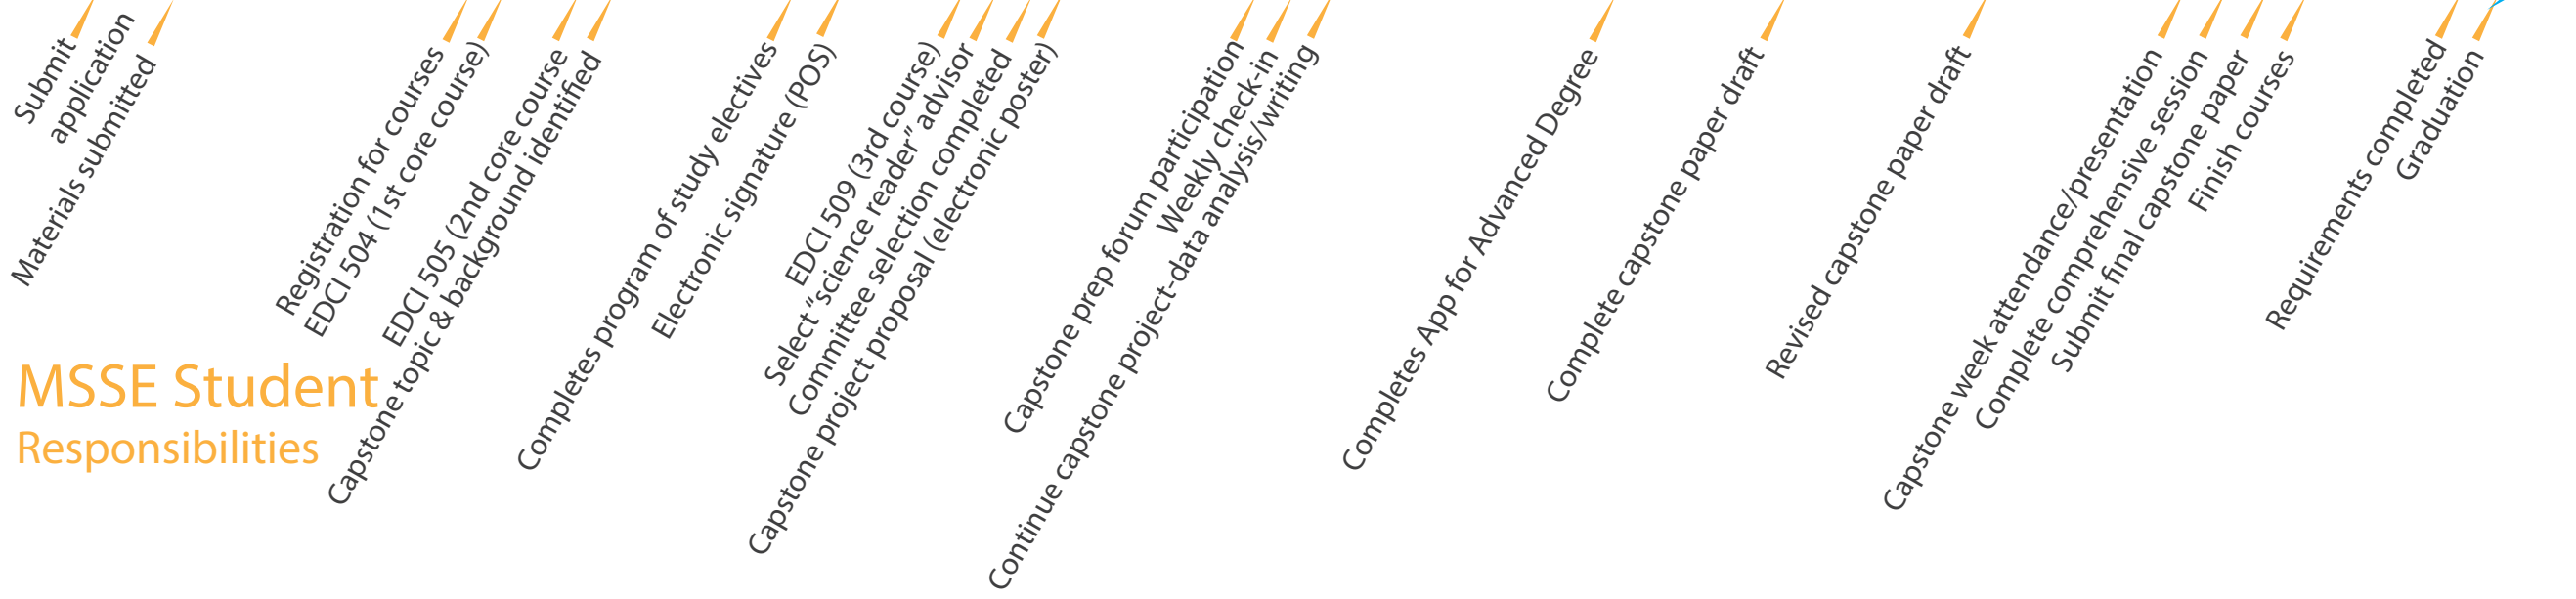 Submit
application
Materials submitted
Registration for courses
EDCI 504 (1st core course)
EDCI 505 (2nd core course
Capstone topic & background identified
Completes program of study electives
Electronic signature (POS)
EDCI 509 (3rd course)
Select “science reader” advisor
Committee selection completed
Capstone project proposal (electronic poster)
Capstone prep forum participation
Weekly check-in
Continue capstone project-data analysis/writing
Completes App for Advanced Degree
Complete capstone paper draft
Revised capstone paper draft
Capstone week attendance/presentation
Complete comprehensive session
Submit final capstone paper
Finish courses
Requirements completed
Graduation
MSSE Student
Responsibilities